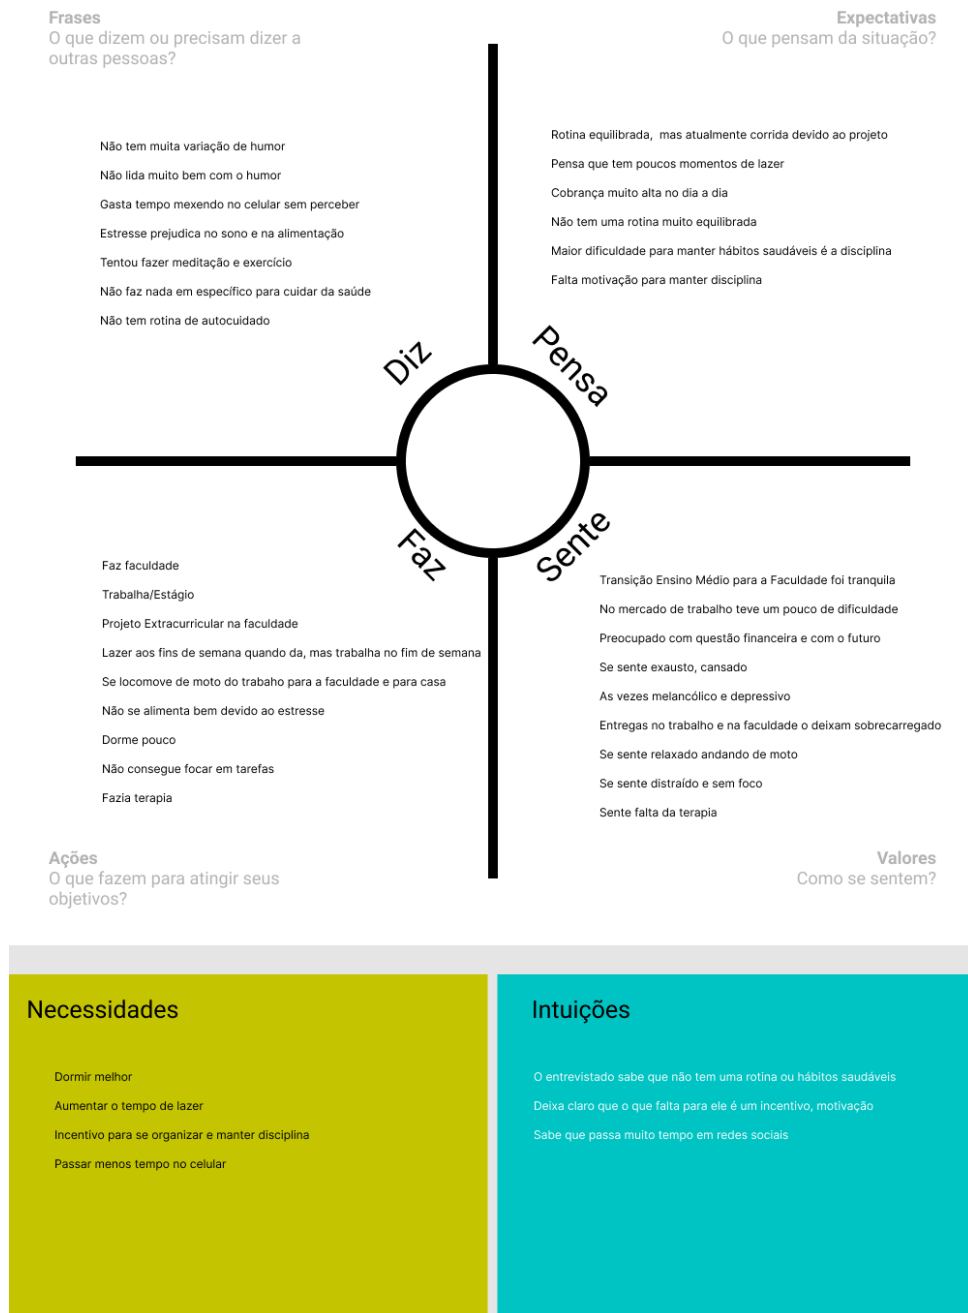 Frases
O que dizem ou precisam dizer a
outras pessoas?
Expectativas
O que pensam da situação?
Não tem muita variação de humor
Não lida muito bem com o humor
Gasta tempo mexendo no celular sem perceber
Estresse prejudica no sono e na alimentação
Tentou fazer meditação e exercício
Não faz nada em específico para cuidar da saúde
Não tem rotina de autocuidado
Rotina equilibrada, mas atualmente corrida devido ao projeto
Pensa que tem poucos momentos de lazer
Cobrança muito alta no dia a dia
Não tem uma rotina muito equilibrada
Maior dificuldade para manter hábitos saudáveis é a disciplina
Falta motivação para manter disciplina
Diz
Pensa
Faz
Sente
Faz faculdade
Trabalha/Estágio
Projeto Extracurricular na faculdade
Lazer aos fins de semana quando da, mas trabalha no fim de semana
Se locomove de moto do trabaho para a faculdade e para casa
Não se alimenta bem devido ao estresse
Dorme pouco
Não consegue focar em tarefas
Fazia terapia
Transição Ensino Médio para a Faculdade foi tranquila
No mercado de trabalho teve um pouco de dificuldade
Preocupado com questão financeira e com o futuro
Se sente exausto, cansado
As vezes melancólico e depressivo
Entregas no trabalho e na faculdade o deixam sobrecarregado
Se sente relaxado andando de moto
Se sente distraído e sem foco
Sente falta da terapia
Ações
O que fazem para atingir seus
objetivos?
Valores
Como se sentem?
Necessidades
Dormir melhor
Aumentar o tempo de lazer
Incentivo para se organizar e manter disciplina
Passar menos tempo no celular
Intuições
O entrevistado sabe que não tem uma rotina ou hábitos saudáveis
Deixa claro que o que falta para ele é um incentivo, motivação
Sabe que passa muito tempo em redes sociais